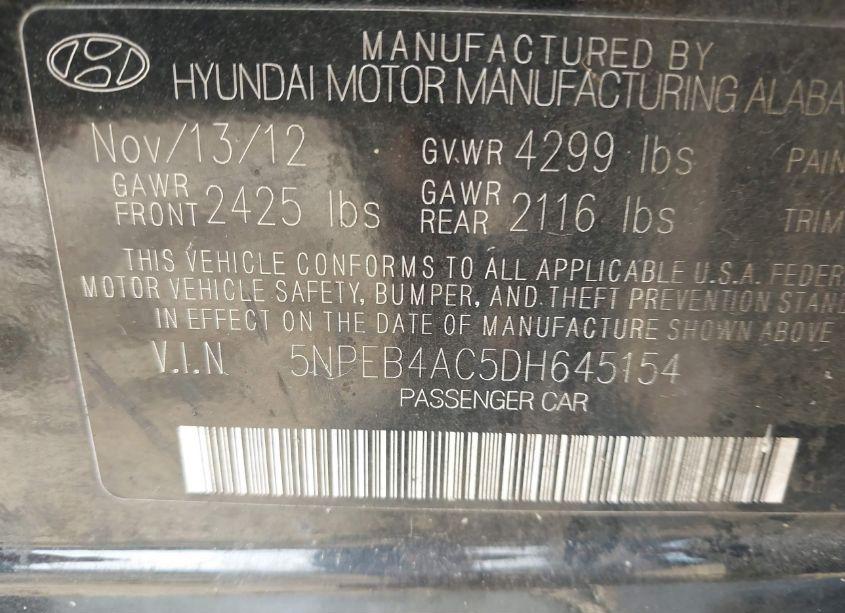 MANUFACTURED BY
HYUNDAI MOTOR MANUFACTURING ALABA
Nov/13/12 GVWR 4299 lbs PAIN
GAWR FRONT 2425 lbs GAWR REAR 2116 lbs TRIM
THIS VEHICLE CONFORMS TO ALL APPLICABLE U.S.A. FEDER
MOTOR VEHICLE SAFETY, BUMPER, AND THEFT PREVENTION STAND
IN EFFECT ON THE DATE OF MANUFACTURE SHOWN ABOVE
V.I.N 5NPEB4AC5DH645154
PASSENGER CAR